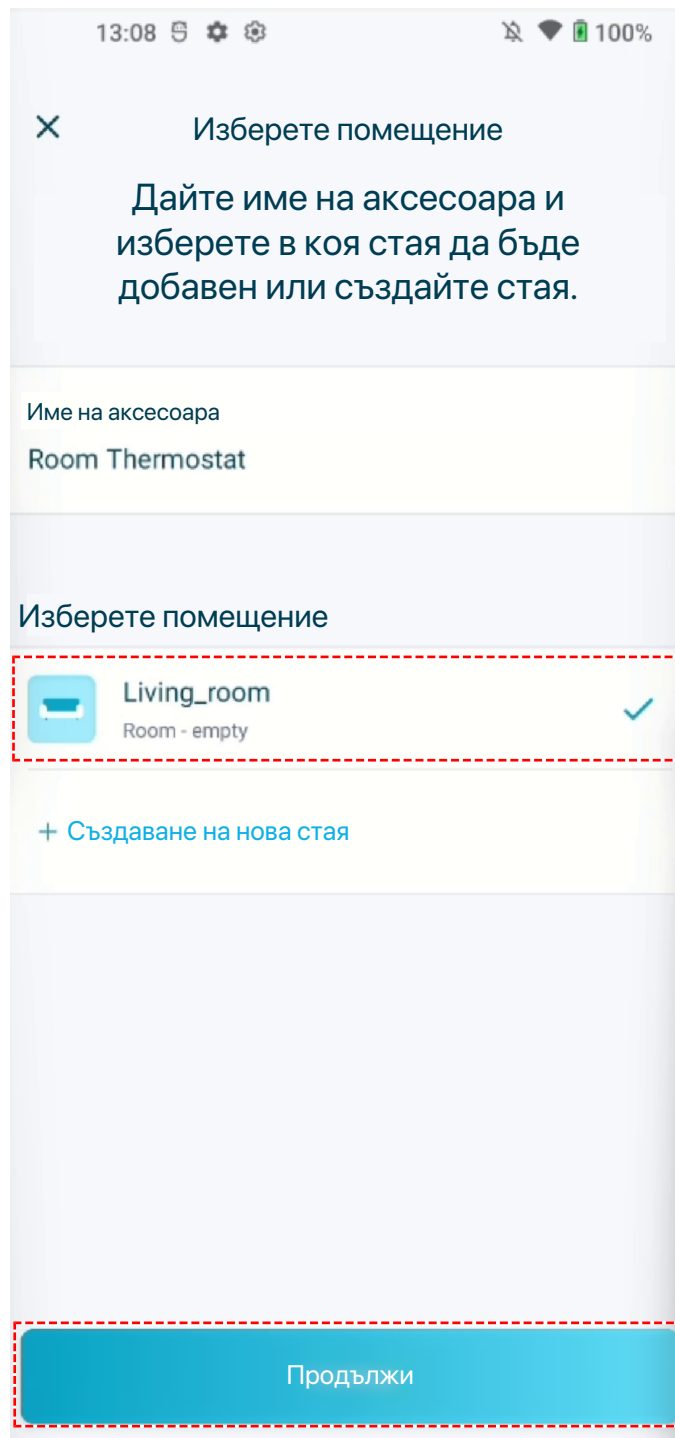 13:08 100%
Изберете помещение
Дайте име на аксесоара и
изберете в коя стая да бъде
добавен или създайте стая.
Име на аксесоара
Room Thermostat
Изберете помещение
Living_room
Room - empty
+ Създаване на нова стая
Продължи